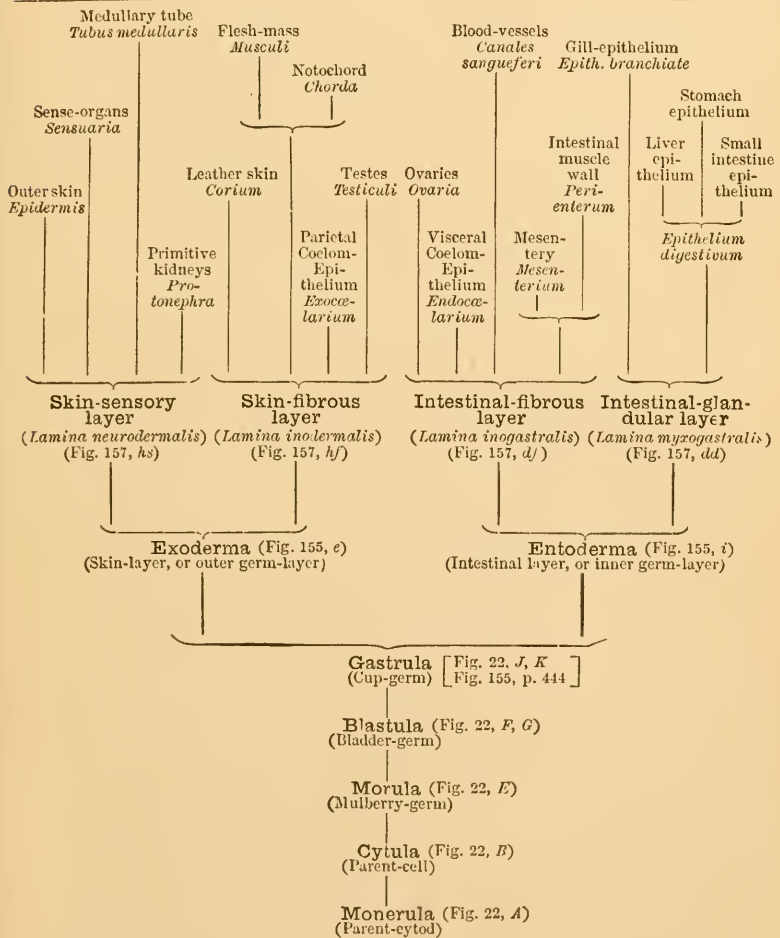 Medullary tube
Tubus medullaris
Flesh-mass
Musculi
Notochord
Chorda
Blood-vessels
Canales
sangueferi
Gill-epithelium
Epith. branchiate
Stomach
epithelium
Sense-organs
Sensuaria
Outer skin
Epidermis
Primitive
kidneys
Pro-
tonephra
Leather skin
Corium
Parietal
Coelom-
Epi-
thelium
Exocœ-
larium
Testes
Testiculi
Ovaries
Ovaria
Visceral
Coelom-
Epi-
thelium
Endocœ-
larium
Mesen-
tery
Mesen-
terium
Intestinal
muscle
wall
Peri-
enterum
Liver
epi-
thelium
Small
intestine
epi-
thelium
Epithelium
digestivum
Skin-sensory
layer
(Lamina neurodermalis)
(Fig. 157, hs)
Skin-fibrous
layer
(Lamina inodermalis)
(Fig. 157, hf)
Intestinal-fibrous
layer
(Lamina inogastralis)
(Fig. 157, df)
Intestinal-glan-
dular layer
(Lamina myxogastralis)
(Fig. 157, dd)
Exoderma (Fig. 155, e)
(Skin-layer, or outer germ-layer)
Entoderma (Fig. 155, i)
(Intestinal layer, or inner germ-layer)
Gastrula [Fig. 22, J, K
(Cup-germ) Fig. 155, p. 444]
Blastula (Fig. 22, F, G)
(Bladder-germ)
Morula (Fig. 22, E)
(Mulberry-germ)
Cytula (Fig. 22, B)
(Parent-cell)
Monerula (Fig. 22, A)
(Parent-cytod)